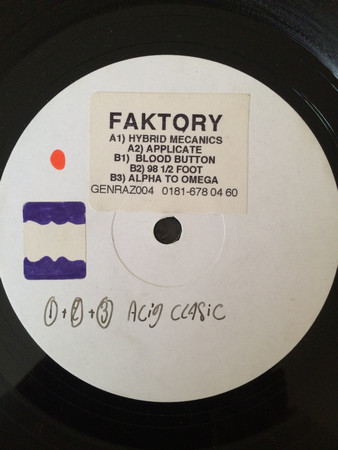 FAKTORY
A1) HYBRID MECANICS
A2) APPLICATE
B1) BLOOD BUTTON
B2) 98 1/2 FOOT
B3) ALPHA TO OMEGA
GENRAZ004 0181-678 04 60
① + ② + ③ Acig CLASiC